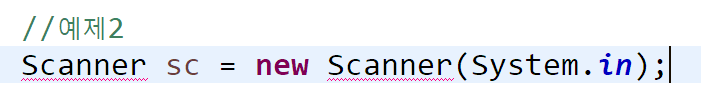 //예제2
Scanner sc = new Scanner(System.in);